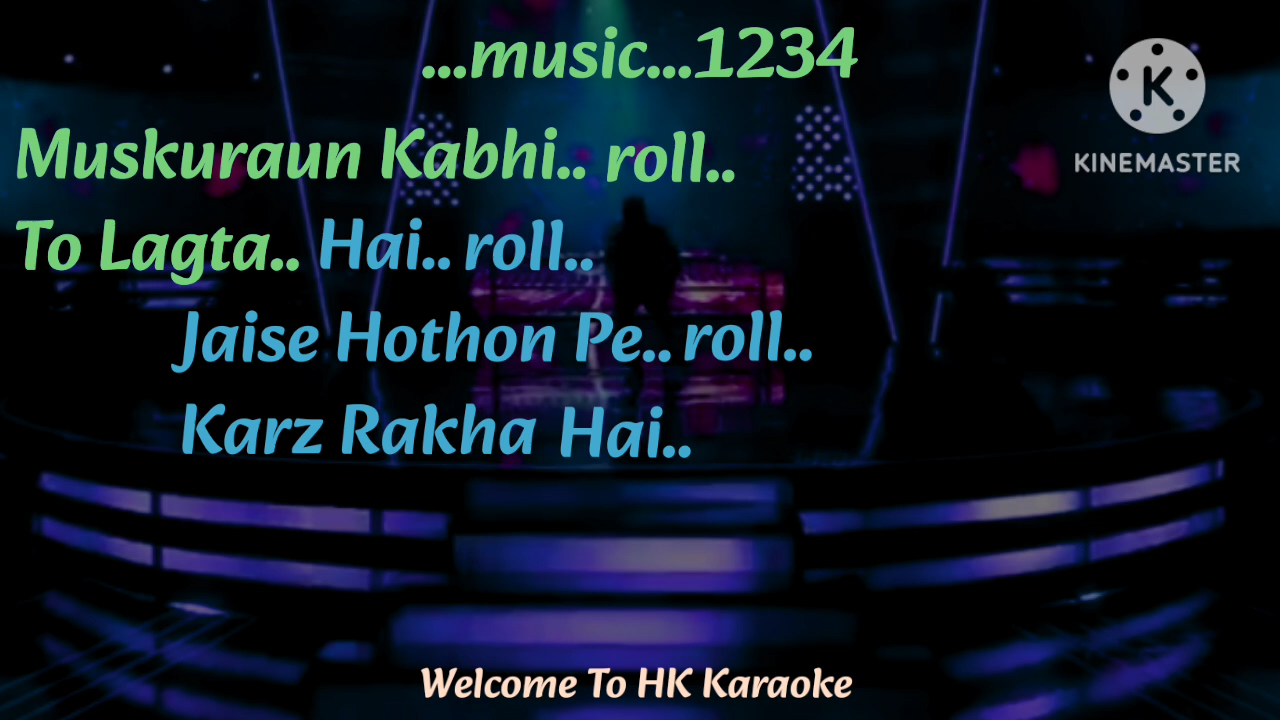 ...music...1234
Muskuraun Kabhi.. roll..
To Lagta.. Hai.. roll..
Jaise Hothon Pe.. roll..
Karz Rakha Hai..
K
KINEMASTER
Welcome To HK Karaoke